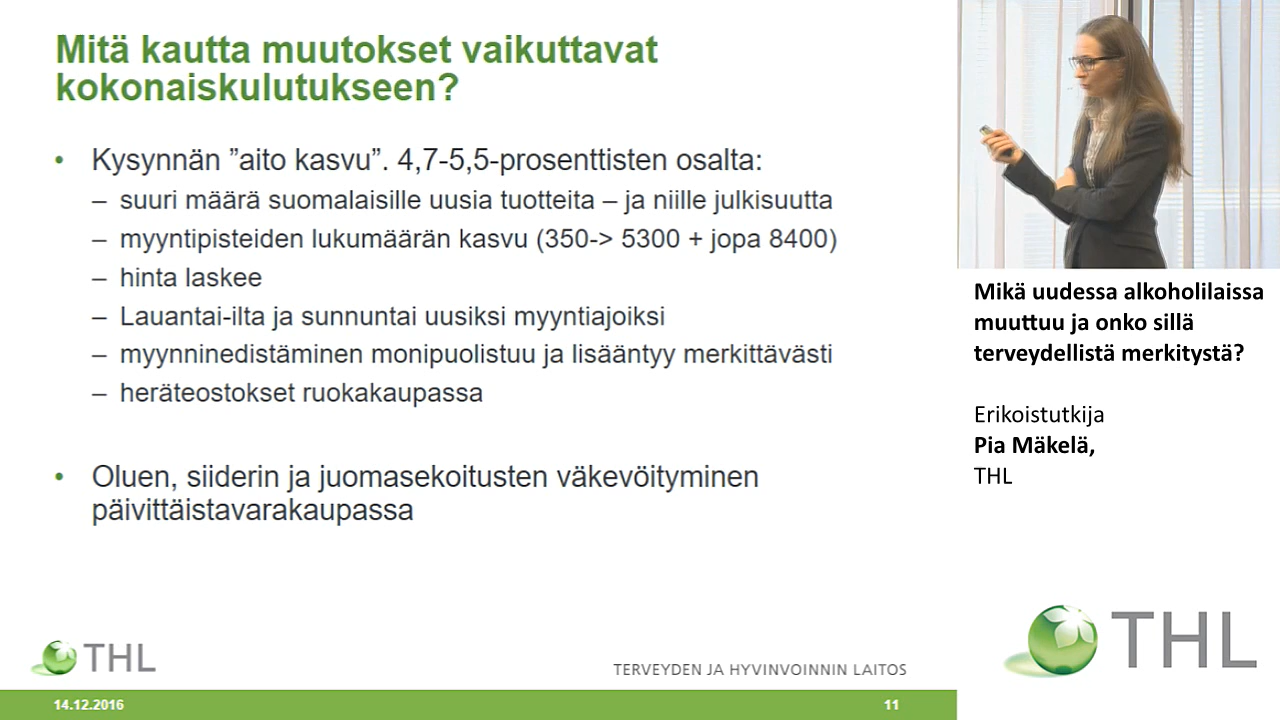 Mitä kautta muutokset vaikuttavat
kokonaiskulutukseen?
• Kysynnän ”aito kasvu”. 4,7-5,5-prosenttisten osalta:
– suuri määrä suomalaisille uusia tuotteita – ja niille julkisuutta
– myyntipisteiden lukumäärän kasvu (350-> 5300 + jopa 8400)
– hinta laskee
– Lauantai-ilta ja sunnuntai uusiksi myyntiajoiksi
– myynninedistäminen monipuolistuu ja lisääntyy merkittävästi
– heräteostokset ruokakaupassa
• Oluen, siiderin ja juomasekoitusten väkevöityminen
päivittäistavarakaupassa
THL
TERVEYDEN JA HYVINVOINNIN LAITOS
14.12.2016
11
Mikä uudessa alkoholilaissa
muuttuu ja onko sillä
terveydellistä merkitystä?
Erikoistutkija
Pia Mäkelä,
THL
THL